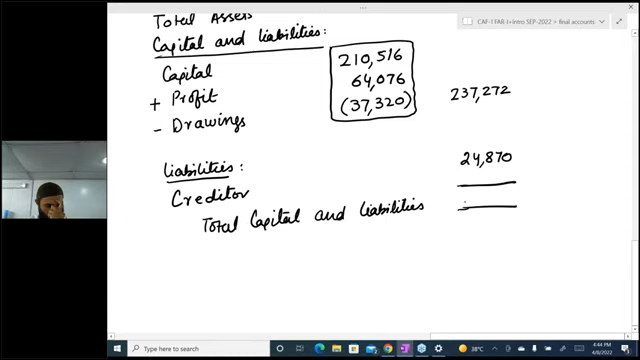 Total Assets
CAF-1 FAR-I+Intro SEP-2022 > final accounts
Capital and liabilities:
Capital 210,516
+ Profit 64,076
- Drawings (37,320) 237,272
liabilities:
Creditor 24,870
Total Capital and liabilities
Type here to search
38°C
4:44 PM
4/8/2022